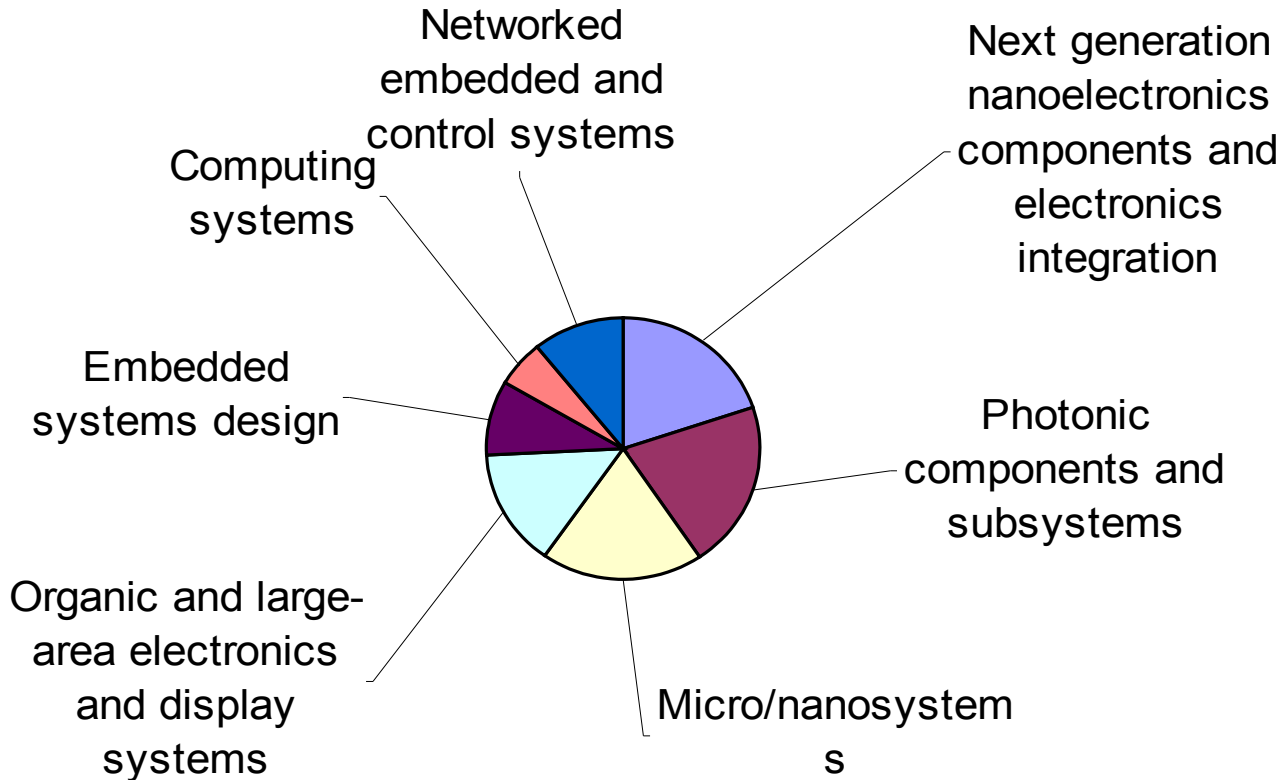 Networked
embedded and
control systems
Next generation
nanoelectronics
components and
electronics
integration
Computing
systems
Embedded
systems design
Photonic
components and
subsystems
Organic and large-
area electronics
and display
systems
Micro/nanosystem
s